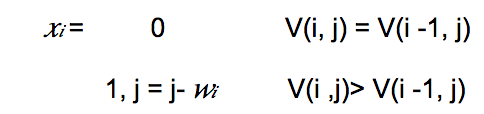 xi = 0 V(i, j) = V(i -1, j)
1, j = j- wi V(i ,j)> V(i -1, j)